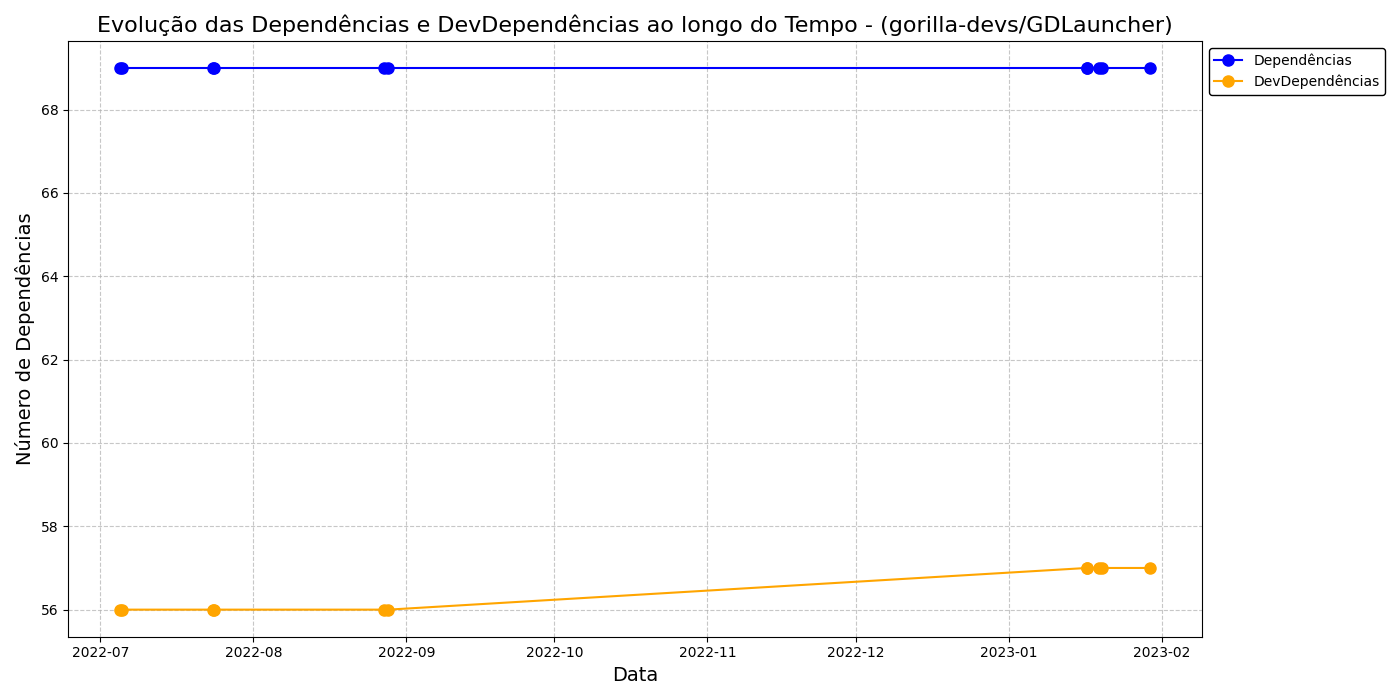 Evolução das Dependências e DevDependências ao longo do Tempo - (gorilla-devs/GDLauncher)
Dependências
DevDependências
Número de Dependências
68
66
64
62
60
58
56
2022-07 2022-08 2022-09 2022-10 2022-11 2022-12 2023-01 2023-02
Data